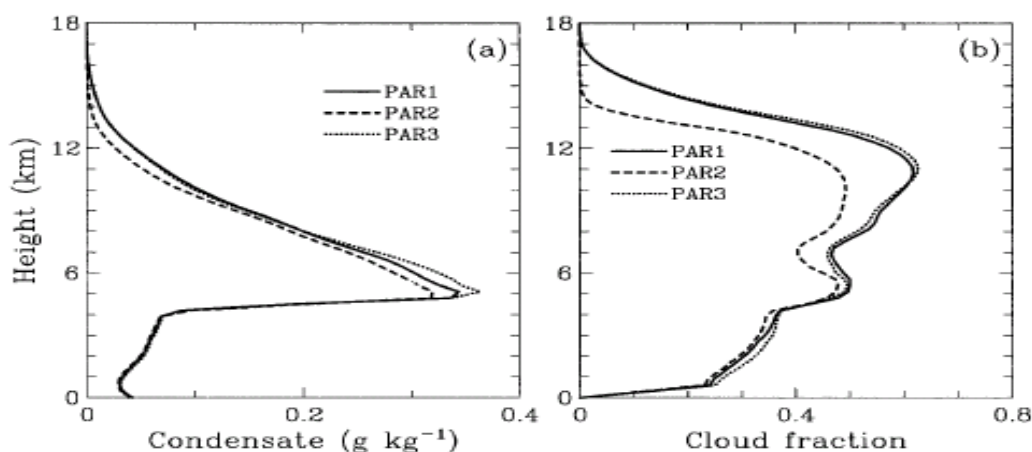 18
(a)
PAR1
PAR2
PAR3
12
6
0
Height (km)
0
0.2
0.4
Condensate (g kg⁻¹)
18
(b)
PAR1
PAR2
PAR3
12
6
0
0
0.4
0.8
Cloud fraction